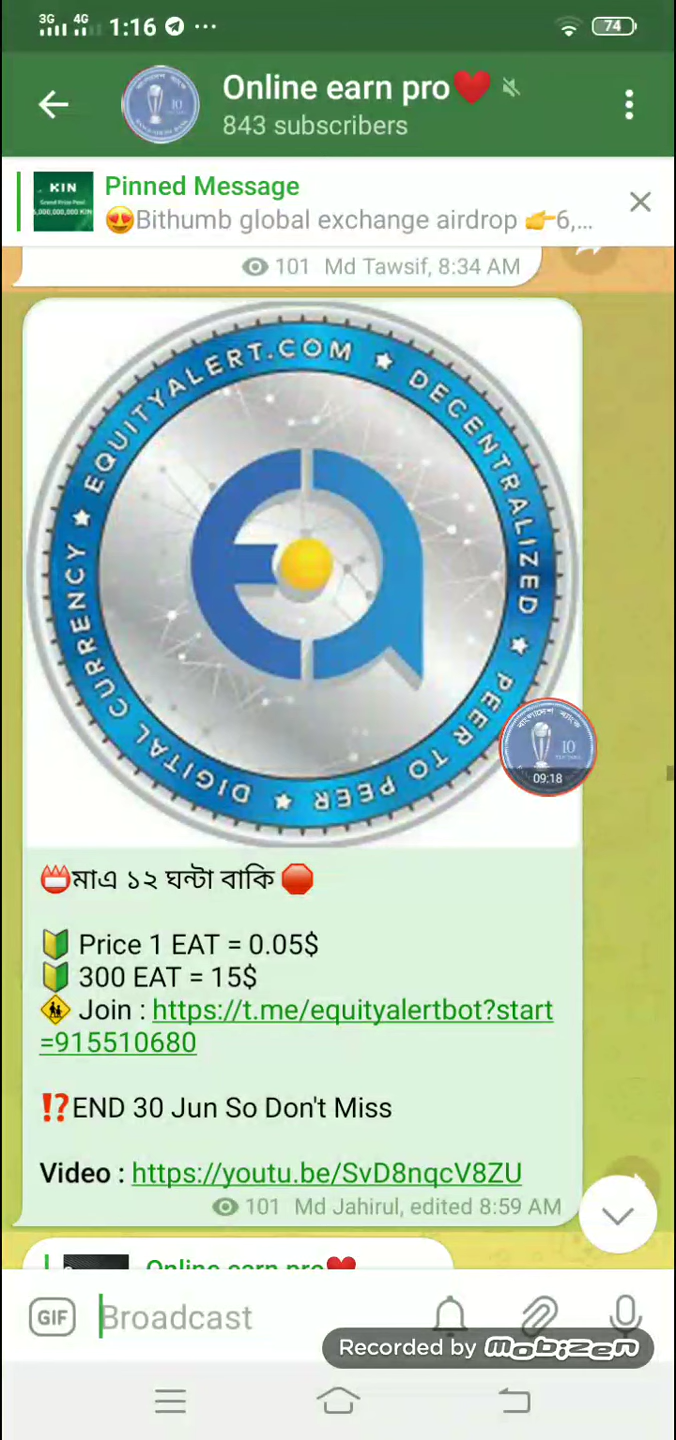 3G 4G 1:16 ... 74
Online earn pro❤️
843 subscribers
KIN
Grand Prize Pool
Pinned Message
😍Bithumb global exchange airdrop 👉6,...
101 Md Tawsif, 8:34 AM
EQUITYALERT.COM ★ DECENTRALIZED ★ PEER TO PEER ★ DIGITAL CURRENCY ★
10
09:18
📛মাএ ১২ ঘন্টা বাকি 🛑
🔰 Price 1 EAT = 0.05$
🔰 300 EAT = 15$
🚸 Join : https://t.me/equityalertbot?start
=915510680
⁉️END 30 Jun So Don't Miss
Video : https://youtu.be/SvD8nqcV8ZU
101 Md Jahirul, edited 8:59 AM
Online earn pro❤️
GIF Broadcast
Recorded by mobizen